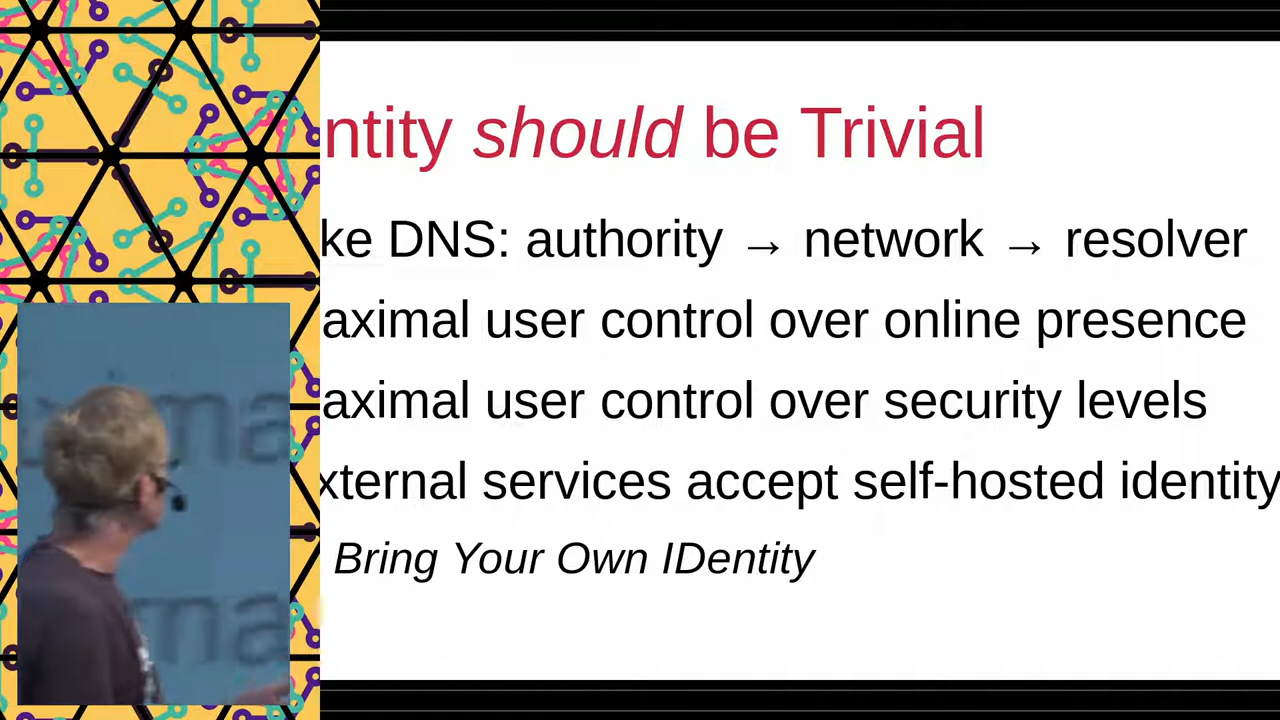 ntity should be Trivial
ke DNS: authority → network → resolver
aximal user control over online presence
aximal user control over security levels
xternal services accept self-hosted identity
Bring Your Own IDentity